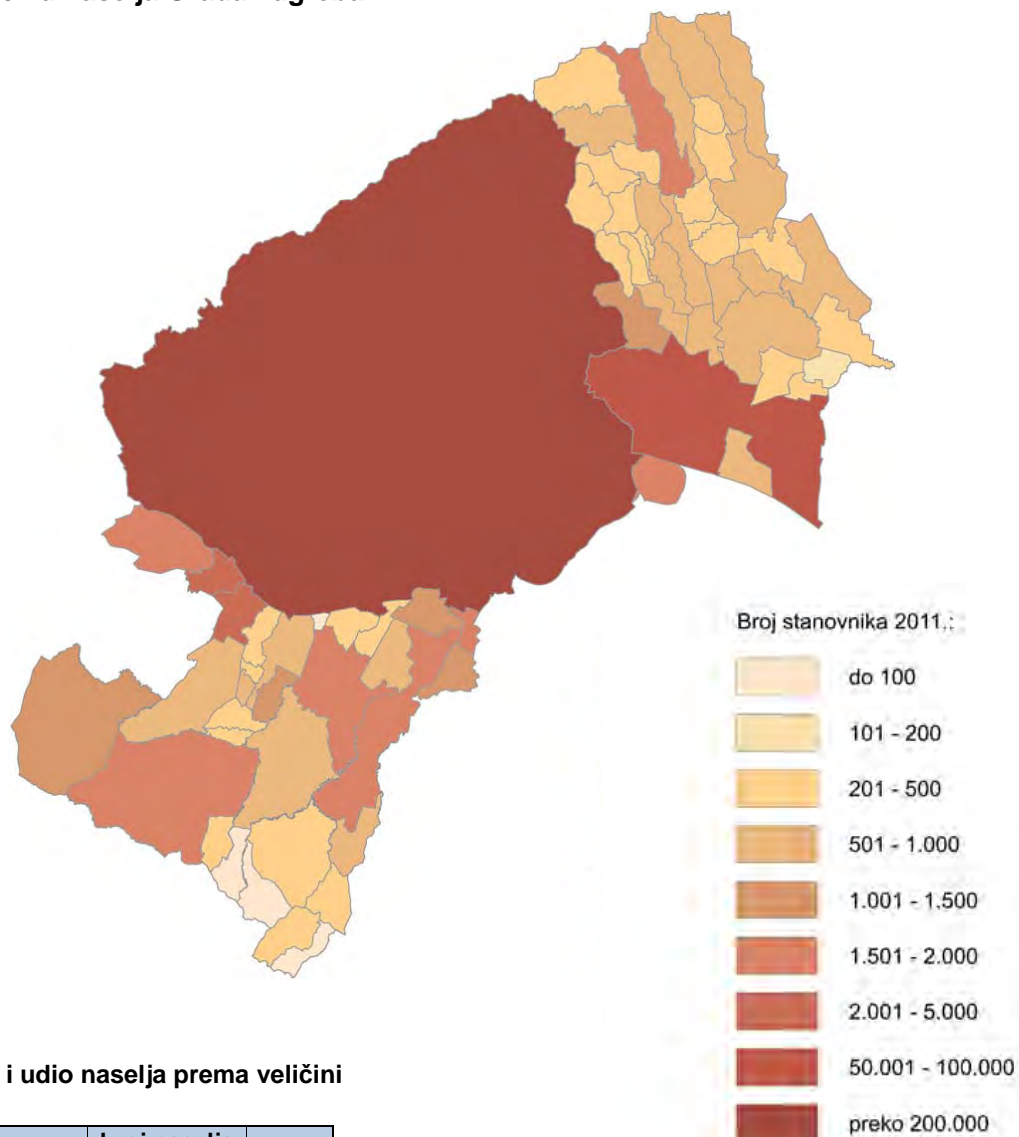 Broj stanovnika 2011.:
do 100
101 - 200
201 - 500
501 - 1.000
1.001 - 1.500
1.501 - 2.000
2.001 - 5.000
50.001 - 100.000
preko 200.000
i udio naselja prema veličini